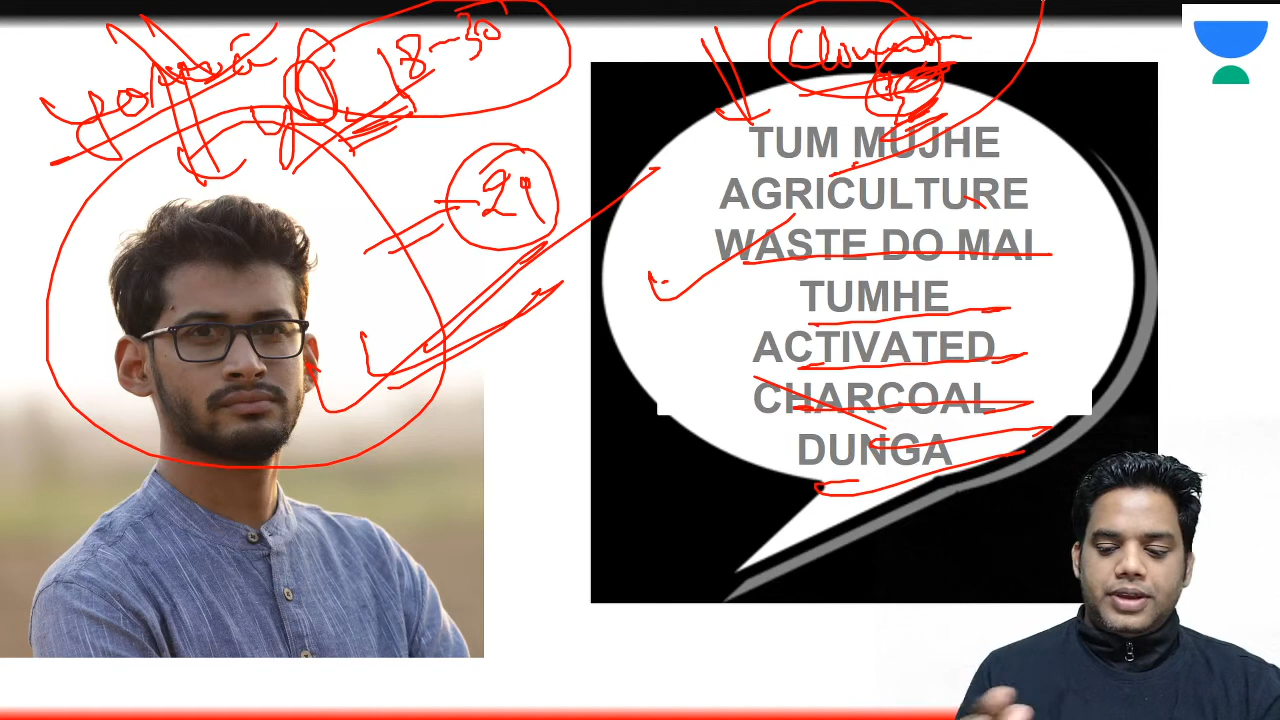 18-30
29
TUM MUJHE
AGRICULTURE
WASTE DO MAI
TUMHE
ACTIVATED
CHARCOAL
DUNGA